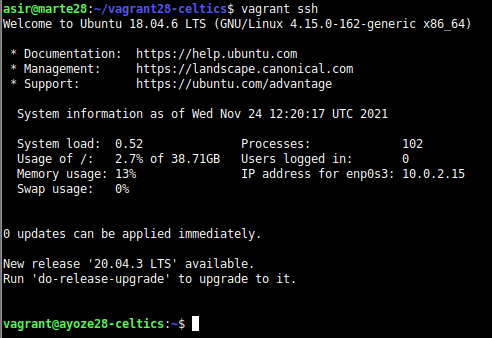 asir@marte28:~/vagrant28-celtics$ vagrant ssh
Welcome to Ubuntu 18.04.6 LTS (GNU/Linux 4.15.0-162-generic x86_64)
* Documentation:  https://help.ubuntu.com
* Management:     https://landscape.canonical.com
* Support:        https://ubuntu.com/advantage
System information as of Wed Nov 24 12:20:17 UTC 2021
System load:  0.52              Processes:             102
Usage of /:   2.7% of 38.71GB   Users logged in:       0
Memory usage: 13%               IP address for enp0s3: 10.0.2.15
Swap usage:   0%
0 updates can be applied immediately.
New release '20.04.3 LTS' available.
Run 'do-release-upgrade' to upgrade to it.
vagrant@ayoze28-celtics:~$